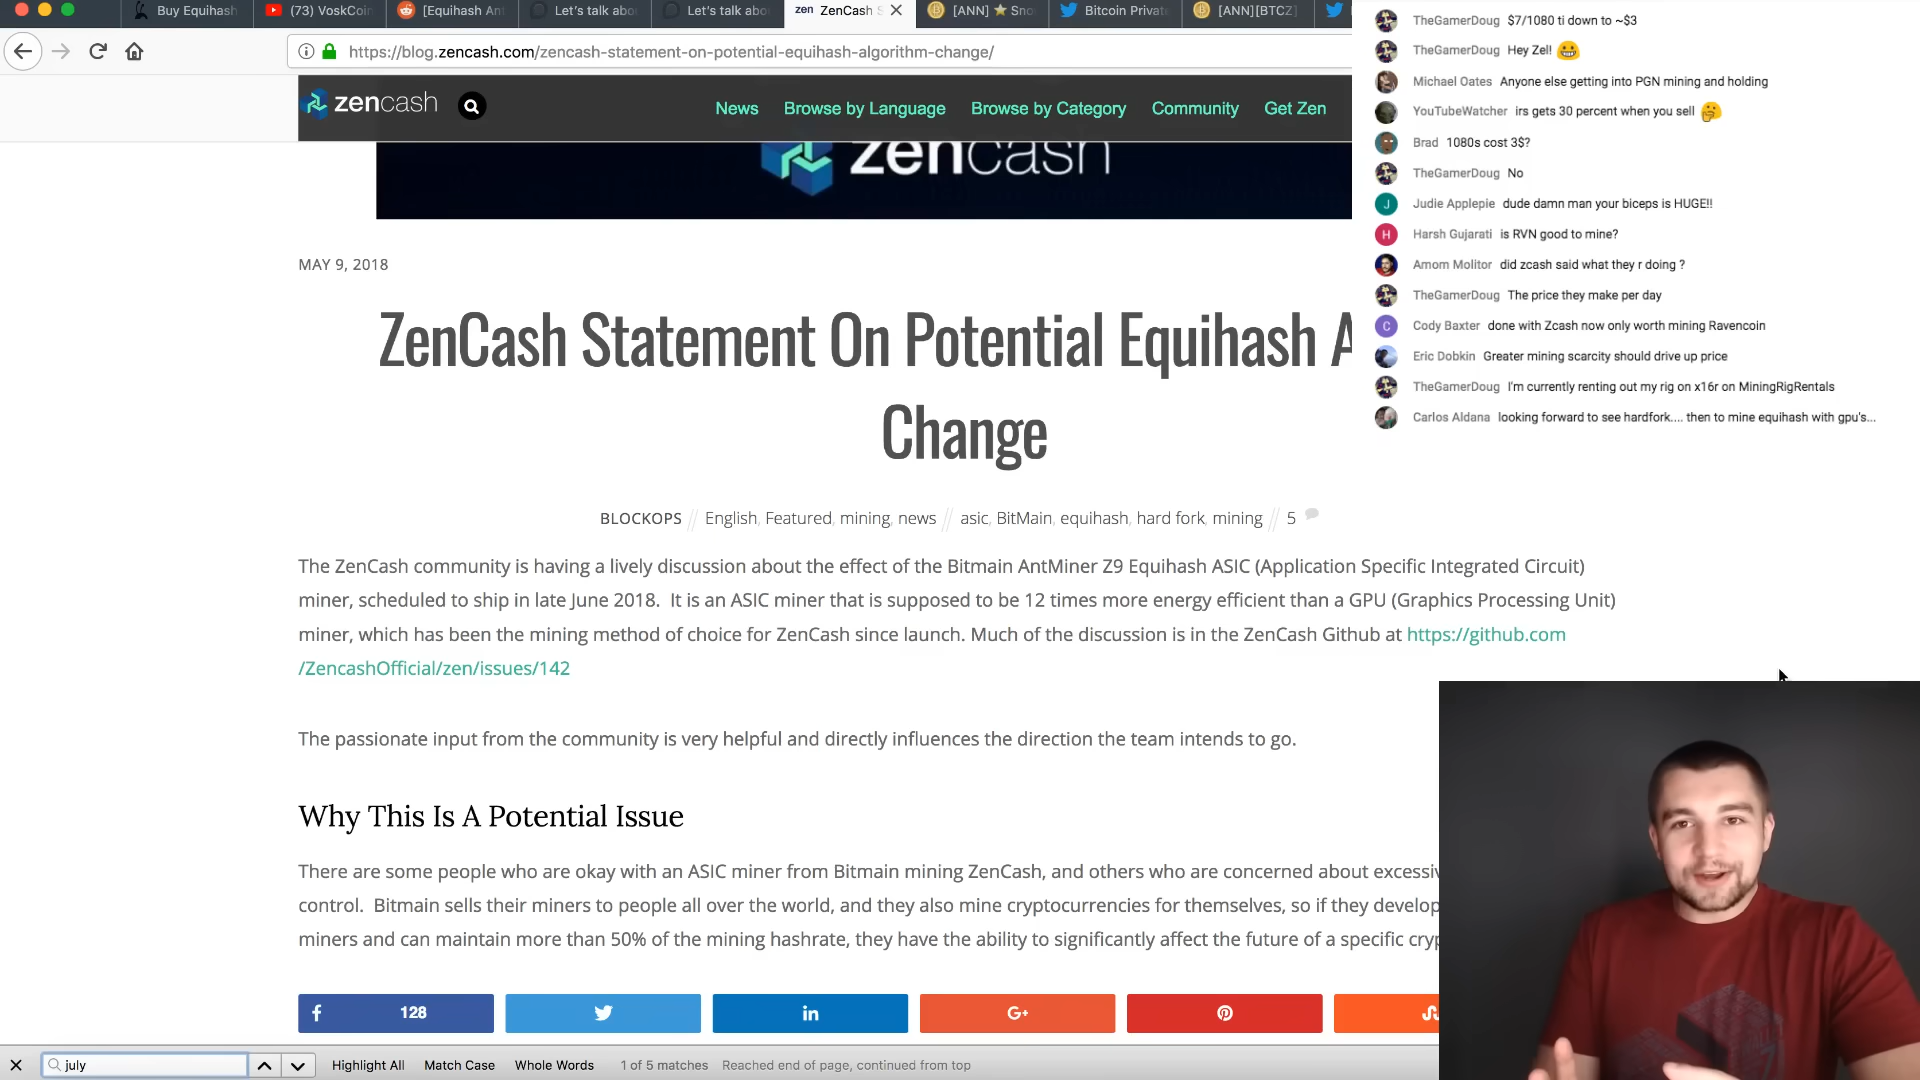 Buy Equihash
(73) VoskCoin
[Equihash Ant
Let's talk abo
Let's talk abo
zen ZenCash S
[ANN] ⭐ Sno
Bitcoin Privat
[ANN][BTCZ]
https://blog.zencash.com/zencash-statement-on-potential-equihash-algorithm-change/
zencash
News
Browse by Language
Browse by Category
Community
Get Zen
zencash
MAY 9, 2018
ZenCash Statement On Potential Equihash A
Change
BLOCKOPS // English, Featured, mining, news // asic, BitMain, equihash, hard fork, mining // 5
The ZenCash community is having a lively discussion about the effect of the Bitmain AntMiner Z9 Equihash ASIC (Application Specific Integrated Circuit)
miner, scheduled to ship in late June 2018. It is an ASIC miner that is supposed to be 12 times more energy efficient than a GPU (Graphics Processing Unit)
miner, which has been the mining method of choice for ZenCash since launch. Much of the discussion is in the ZenCash Github at https://github.com
/ZencashOfficial/zen/issues/142
The passionate input from the community is very helpful and directly influences the direction the team intends to go.
Why This Is A Potential Issue
There are some people who are okay with an ASIC miner from Bitmain mining ZenCash, and others who are concerned about excessiv
control. Bitmain sells their miners to people all over the world, and they also mine cryptocurrencies for themselves, so if they develop
miners and can maintain more than 50% of the mining hashrate, they have the ability to significantly affect the future of a specific cryp
128
in
G+
july
Highlight All
Match Case
Whole Words
1 of 5 matches
Reached end of page, continued from top
TheGamerDoug $7/1080 ti down to ~$3
TheGamerDoug Hey Zel! 😀
Michael Oates Anyone else getting into PGN mining and holding
YouTubeWatcher irs gets 30 percent when you sell 🤔
Brad 1080s cost 3$?
TheGamerDoug No
J Judie Applepie dude damn man your biceps is HUGE!!
H Harsh Gujarati is RVN good to mine?
Amom Molitor did zcash said what they r doing ?
TheGamerDoug The price they make per day
C Cody Baxter done with Zcash now only worth mining Ravencoin
Eric Dobkin Greater mining scarcity should drive up price
TheGamerDoug I'm currently renting out my rig on x16r on MiningRigRentals
Carlos Aldana looking forward to see hardfork.... then to mine equihash with gpu's...